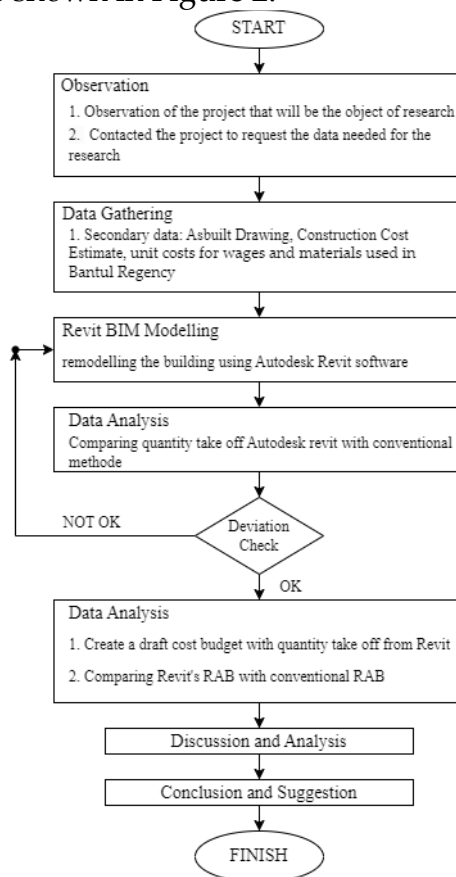 shown in Figure 2.
START
Observation
1. Observation of the project that will be the object of research
2. Contacted the project to request the data needed for the
research
Data Gathering
1. Secondary data: Asbuilt Drawing, Construction Cost
Estimate, unit costs for wages and materials used in
Bantul Regency
Revit BIM Modelling
remodelling the building using Autodesk Revit software
Data Analysis
Comparing quantity take off Autodesk revit with conventional
methode
NOT OK
Deviation
Check
OK
Data Analysis
1. Create a draft cost budget with quantity take off from Revit
2. Comparing Revit's RAB with conventional RAB
Discussion and Analysis
Conclusion and Suggestion
FINISH